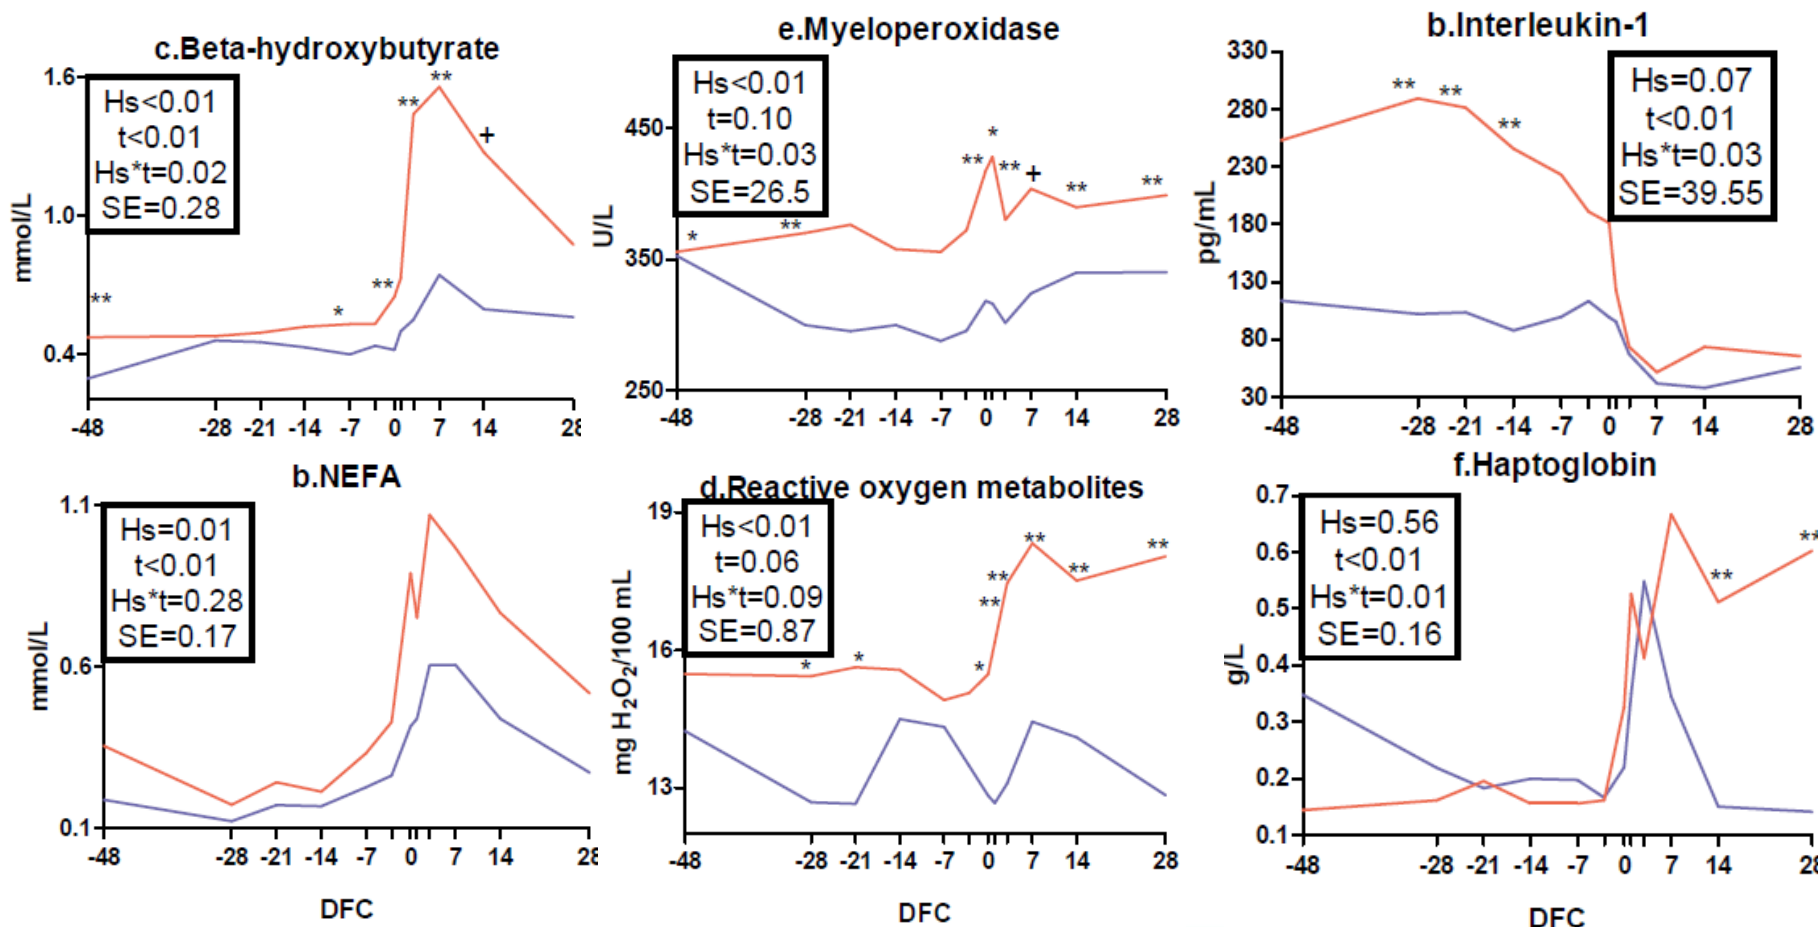 c.Beta-hydroxybutyrate
1.6
1.0
0.4
mmol/L
Hs<0.01
t<0.01
Hs*t=0.02
SE=0.28
**
*
**
**
**
+
-48 -28 -21 -14 -7 0 7 14 28
e.Myeloperoxidase
450
350
250
U/L
Hs<0.01
t=0.10
Hs*t=0.03
SE=26.5
*
**
**
*
**
+
**
**
-48 -28 -21 -14 -7 0 7 14 28
b.Interleukin-1
330
280
230
180
130
80
30
pg/mL
Hs=0.07
t<0.01
Hs*t=0.03
SE=39.55
**
**
**
-48 -28 -21 -14 -7 0 7 14 28
b.NEFA
1.1
0.6
0.1
mmol/L
Hs=0.01
t<0.01
Hs*t=0.28
SE=0.17
-48 -28 -21 -14 -7 0 7 14 28
DFC
d.Reactive oxygen metabolites
19
16
13
mg H₂O₂/100 mL
Hs<0.01
t=0.06
Hs*t=0.09
SE=0.87
*
*
*
**
**
**
**
**
-48 -28 -21 -14 -7 0 7 14 28
DFC
f.Haptoglobin
0.7
0.6
0.5
0.4
0.3
0.2
0.1
g/L
Hs=0.56
t<0.01
Hs*t=0.01
SE=0.16
**
**
-48 -28 -21 -14 -7 0 7 14 28
DFC